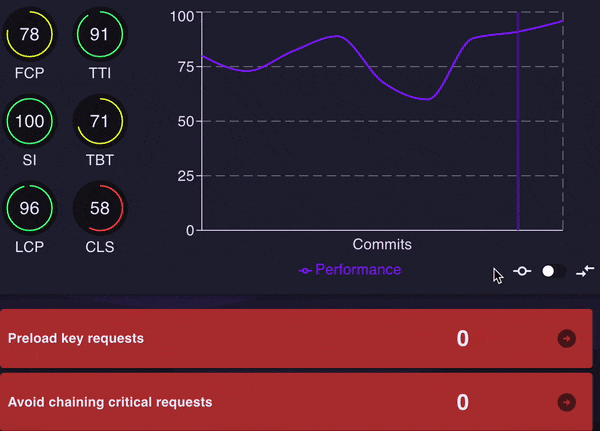 78 91
FCP TTI
100 71
SI TBT
96 58
LCP CLS
100
75
50
25
0
Commits
Performance
Preload key requests 0
Avoid chaining critical requests 0